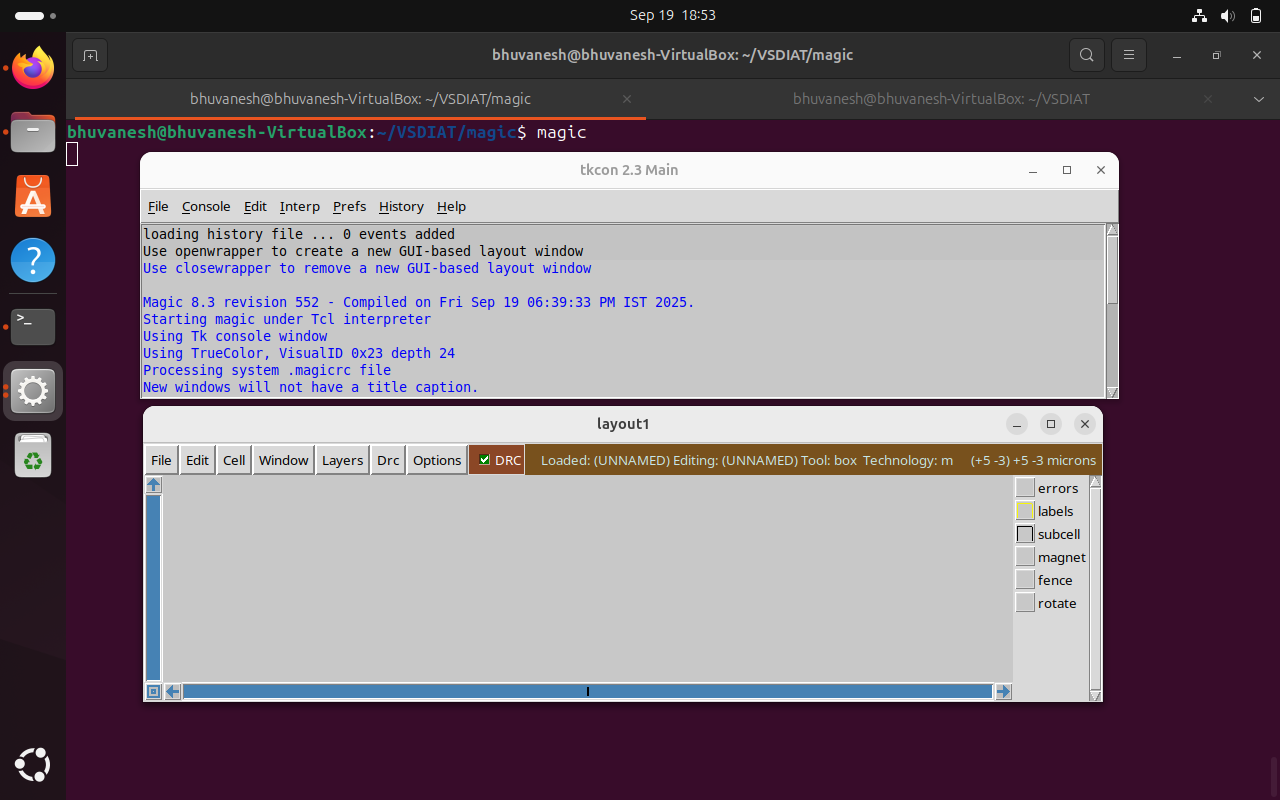 Sep 19 18:53
bhuvanesh@bhuvanesh-VirtualBox: ~/VSDIAT/magic
bhuvanesh@bhuvanesh-VirtualBox: ~/VSDIAT/magic
bhuvanesh@bhuvanesh-VirtualBox: ~/VSDIAT
bhuvanesh@bhuvanesh-VirtualBox:~/VSDIAT/magic$ magic
tkcon 2.3 Main
File Console Edit Interp Prefs History Help
loading history file ... 0 events added
Use openwrapper to create a new GUI-based layout window
Use closewrapper to remove a new GUI-based layout window
Magic 8.3 revision 552 - Compiled on Fri Sep 19 06:39:33 PM IST 2025.
Starting magic under Tcl interpreter
Using Tk console window
Using TrueColor, VisualID 0x23 depth 24
Processing system .magicrc file
New windows will not have a title caption.
layout1
File Edit Cell Window Layers Drc Options DRC Loaded: (UNNAMED) Editing: (UNNAMED) Tool: box Technology: m (+5 -3) +5 -3 microns
errors
labels
subcell
magnet
fence
rotate